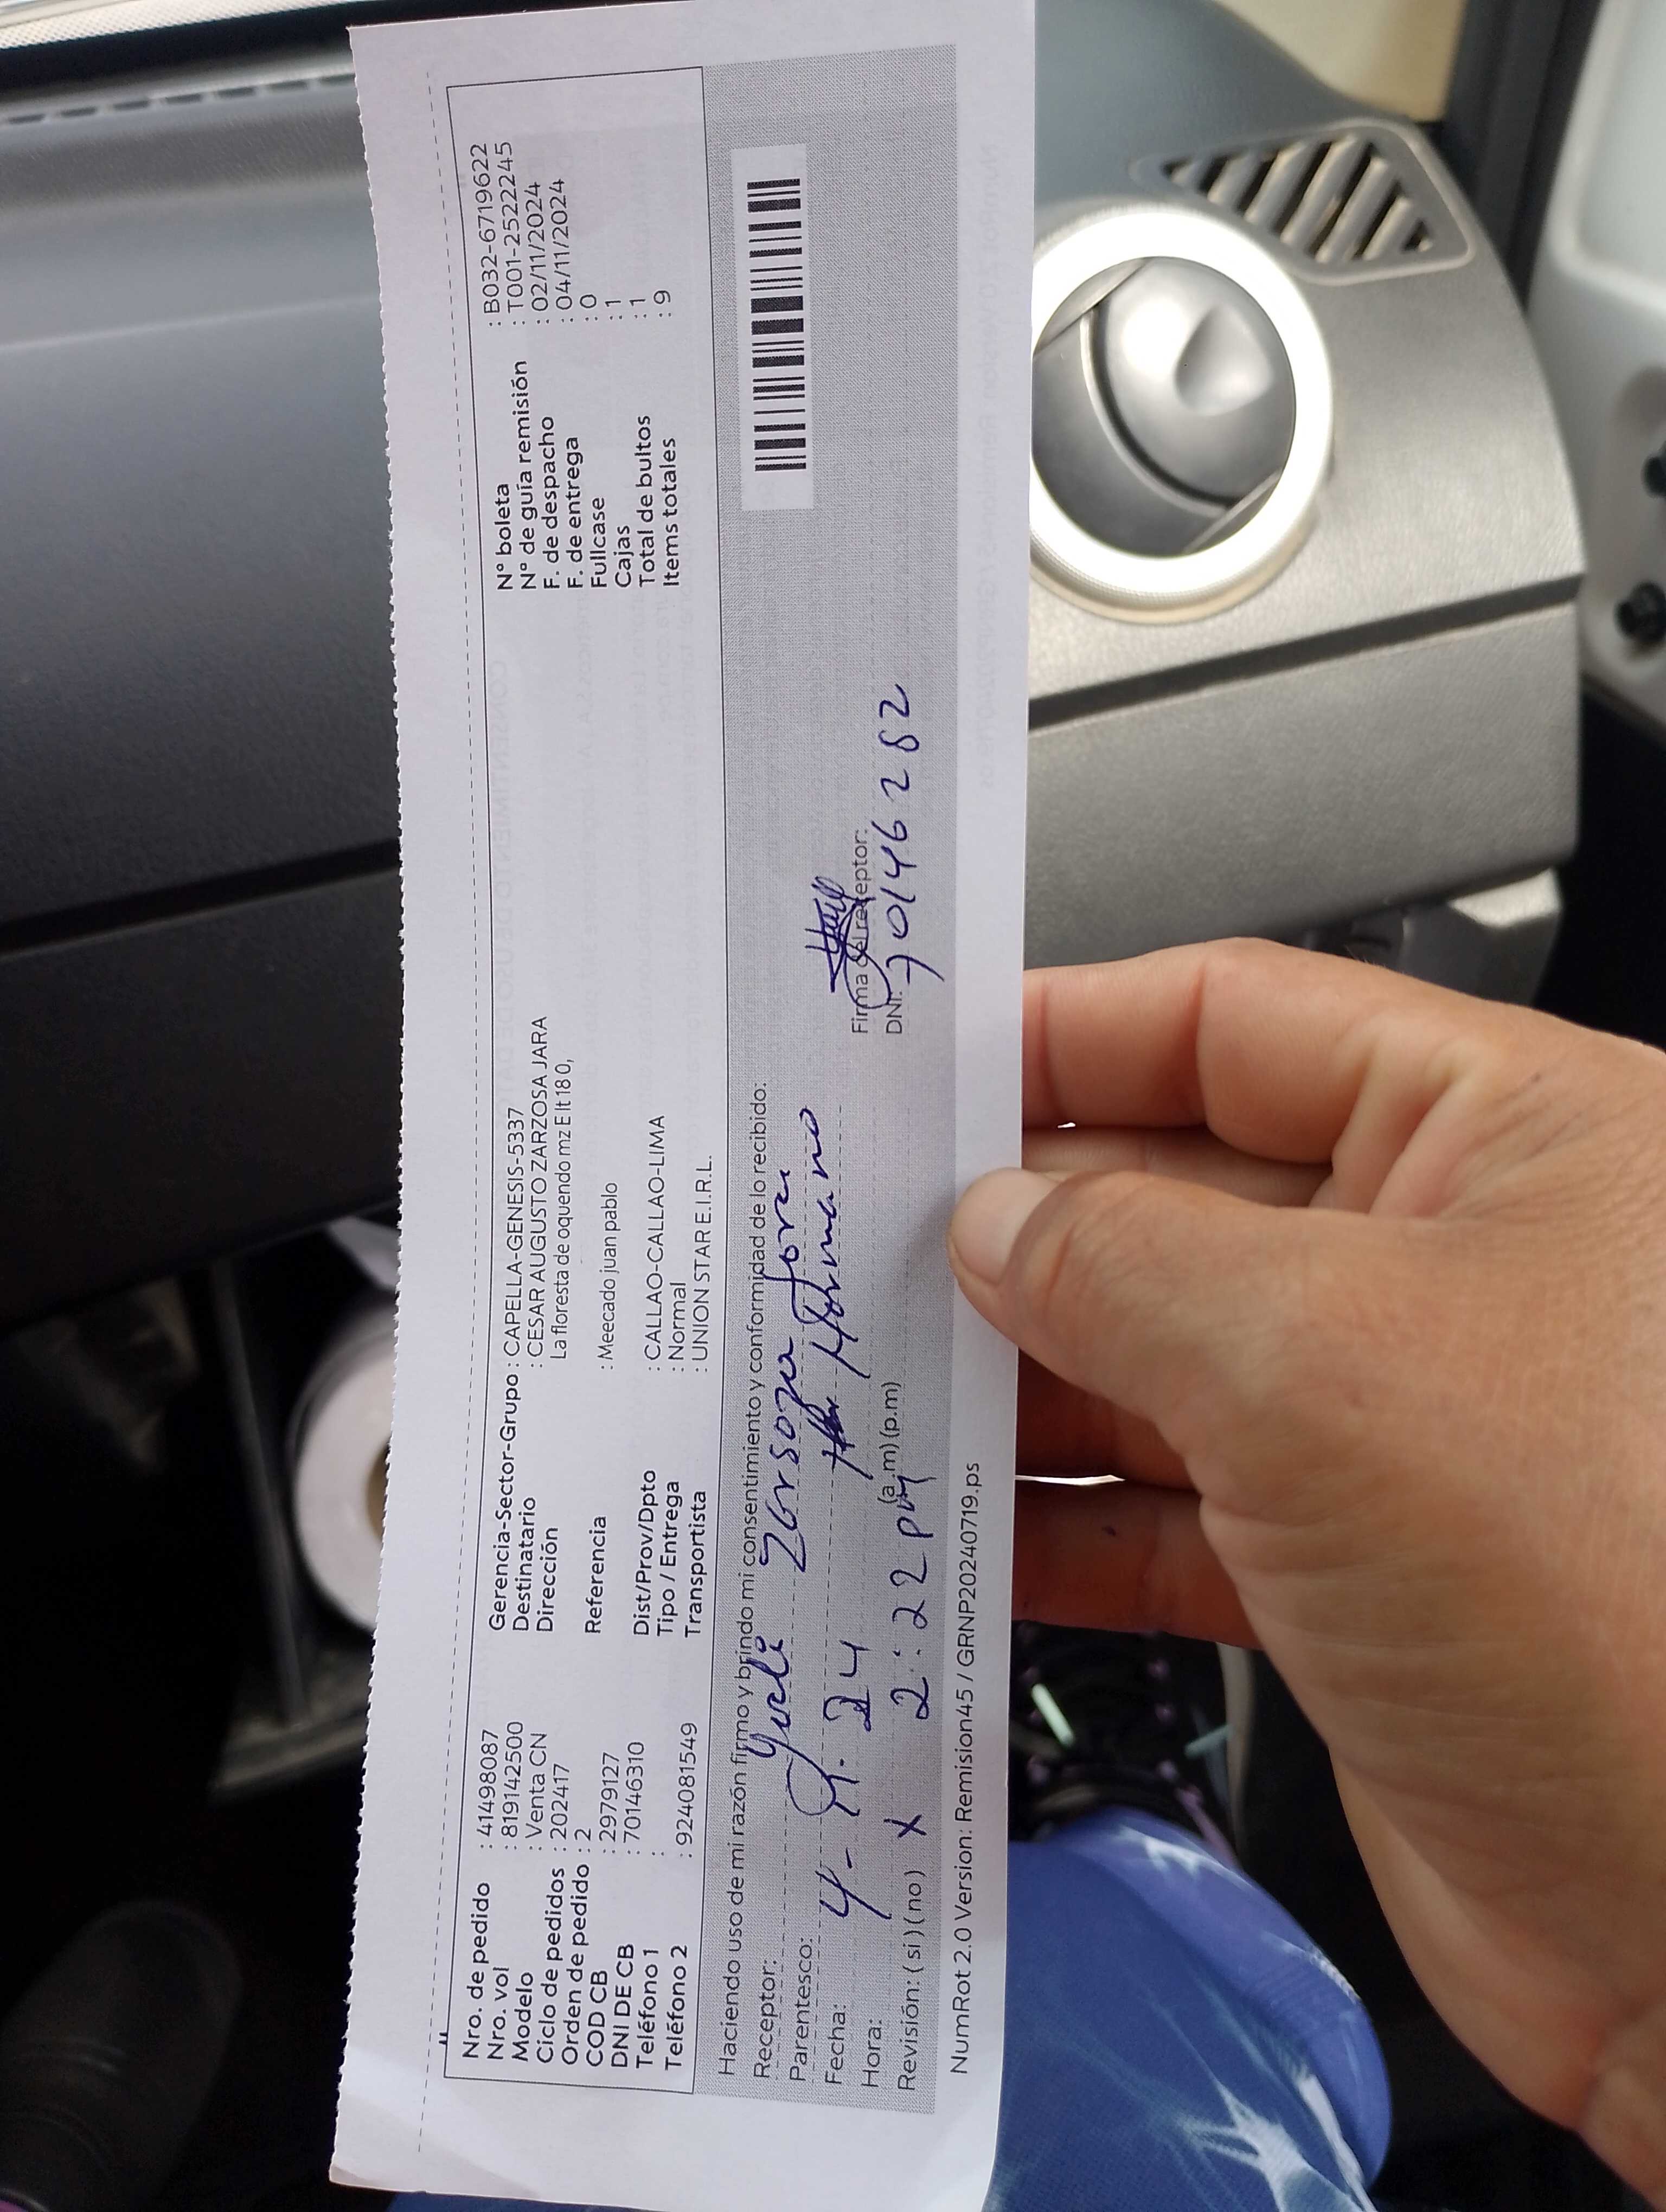 Nro. de pedido : 41498087
Nro. vol : 8191142500
Modelo : Venta CN
Ciclo de pedidos : 202417
Orden de pedido : 2
COD CB : 2979127
DNI DE CB : 70146310
Teléfono 1 :
Teléfono 2 : 924081549
Gerencia-Sector-Grupo : CAPELLA-GENESIS-5337
Destinatario : CESAR AUGUSTO ZARZOSA JARA
Dirección La floresta de oquendo mz E lt 18 0,
Referencia : Meecado juan pablo
Dist/Prov/Dpto : CALLAO-CALLAO-LIMA
Tipo / Entrega : Normal
Transportista : UNION STAR E.I.R.L.
N° boleta : B032-6719622
N° de guía remisión : T001-2522245
F. de despacho : 02/11/2024
F. de entrega : 04/11/2024
Fullcase : 0
Cajas : 1
Total de bultos : 1
Items totales : 9
Haciendo uso de mi razón firmo y brindo mi consentimiento y conformidad de lo recibido:
Receptor: Yuli Zarsoza
Parentesco: Hermano
Fecha: 4- 24
Hora: 2:22 PM (a.m) (p.m)
Revisión: ( si ) ( no ) X
Firma del receptor:
DNI: 70146282
NumRot 2.0 Version: Remision45 / GRNP20240719.ps